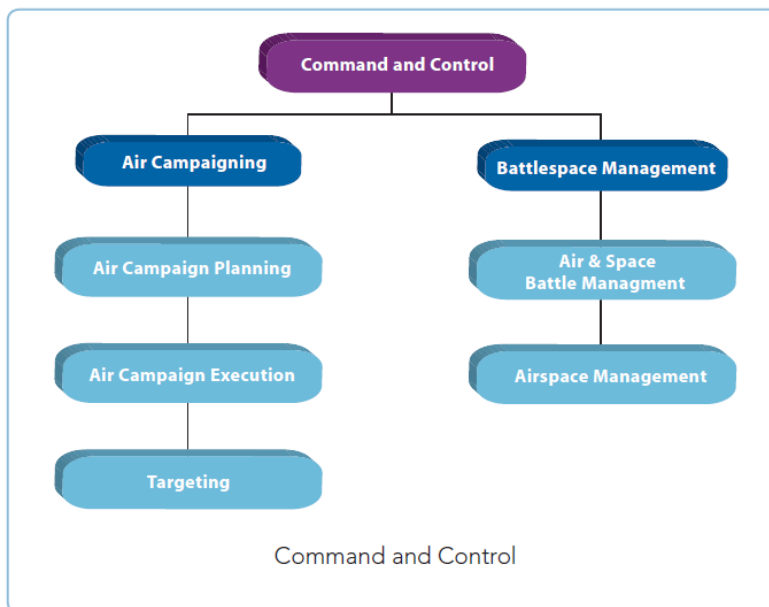 Command and Control
Air Campaigning
Battlespace Management
Air Campaign Planning
Air & Space
Battle Managment
Air Campaign Execution
Airspace Management
Targeting
Command and Control